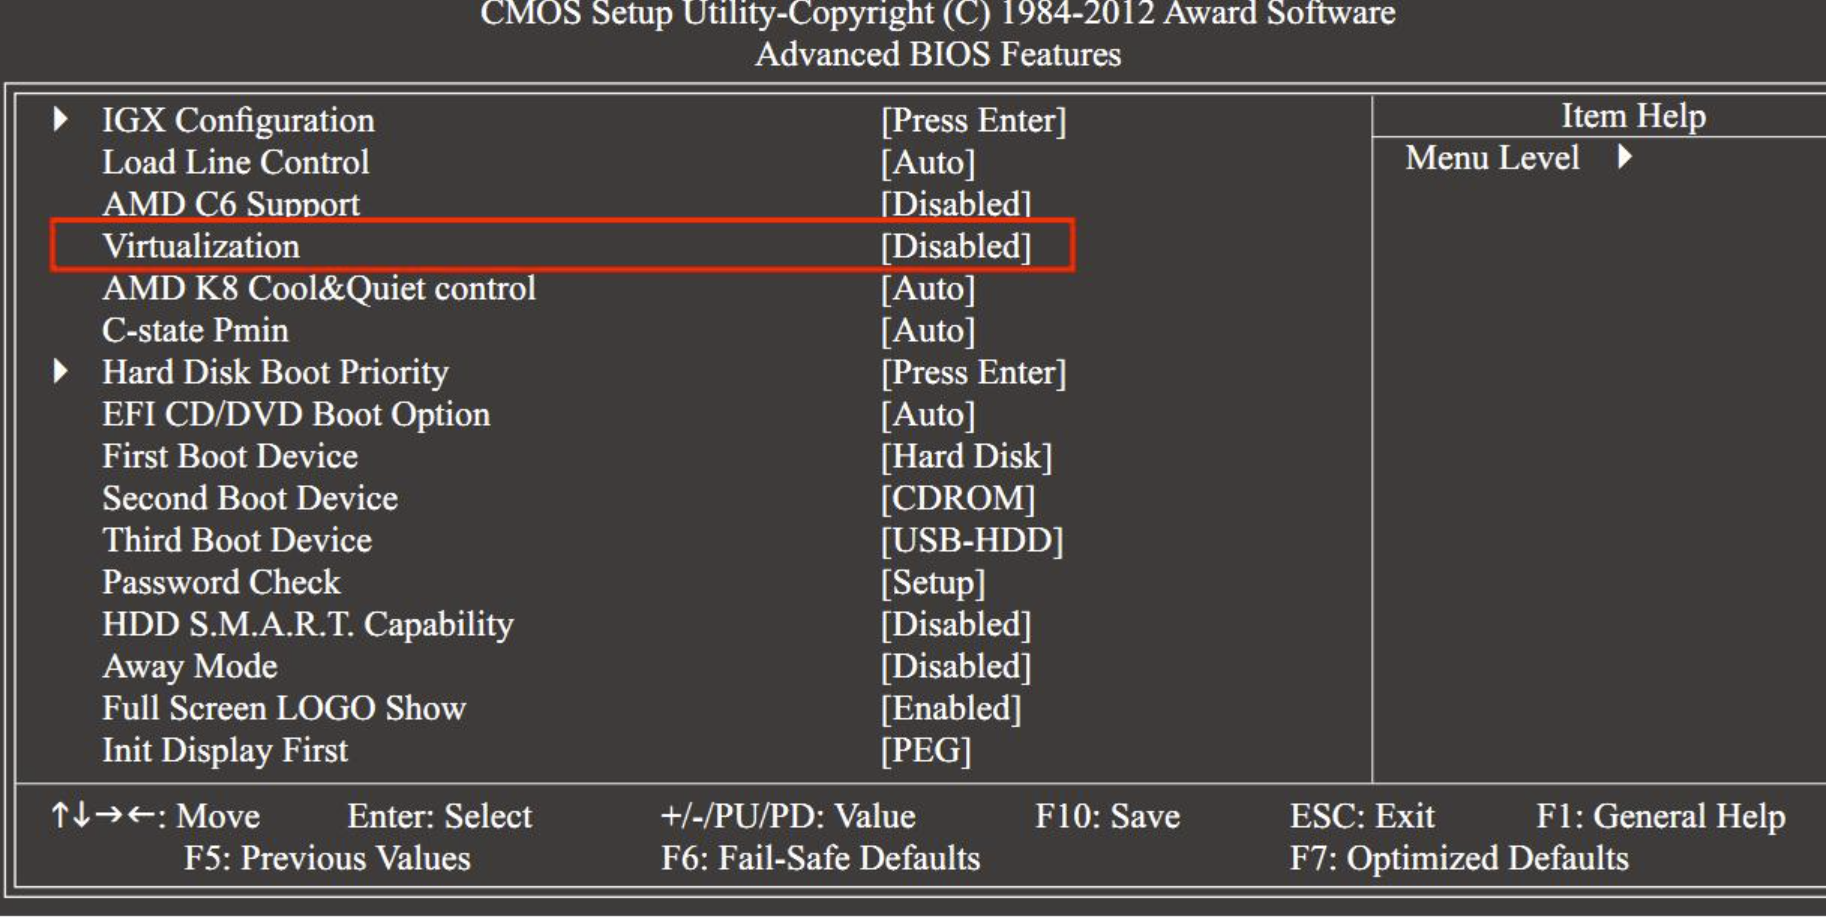 CMOS Setup Utility-Copyright (C) 1984-2012 Award Software
Advanced BIOS Features
IGX Configuration [Press Enter]
Load Line Control [Auto]
AMD C6 Support [Disabled]
Virtualization [Disabled]
AMD K8 Cool&Quiet control [Auto]
C-state Pmin [Auto]
Hard Disk Boot Priority [Press Enter]
EFI CD/DVD Boot Option [Auto]
First Boot Device [Hard Disk]
Second Boot Device [CDROM]
Third Boot Device [USB-HDD]
Password Check [Setup]
HDD S.M.A.R.T. Capability [Disabled]
Away Mode [Disabled]
Full Screen LOGO Show [Enabled]
Init Display First [PEG]
Item Help
Menu Level
↑↓→←: Move Enter: Select +/-/PU/PD: Value F10: Save ESC: Exit F1: General Help
F5: Previous Values F6: Fail-Safe Defaults F7: Optimized Defaults